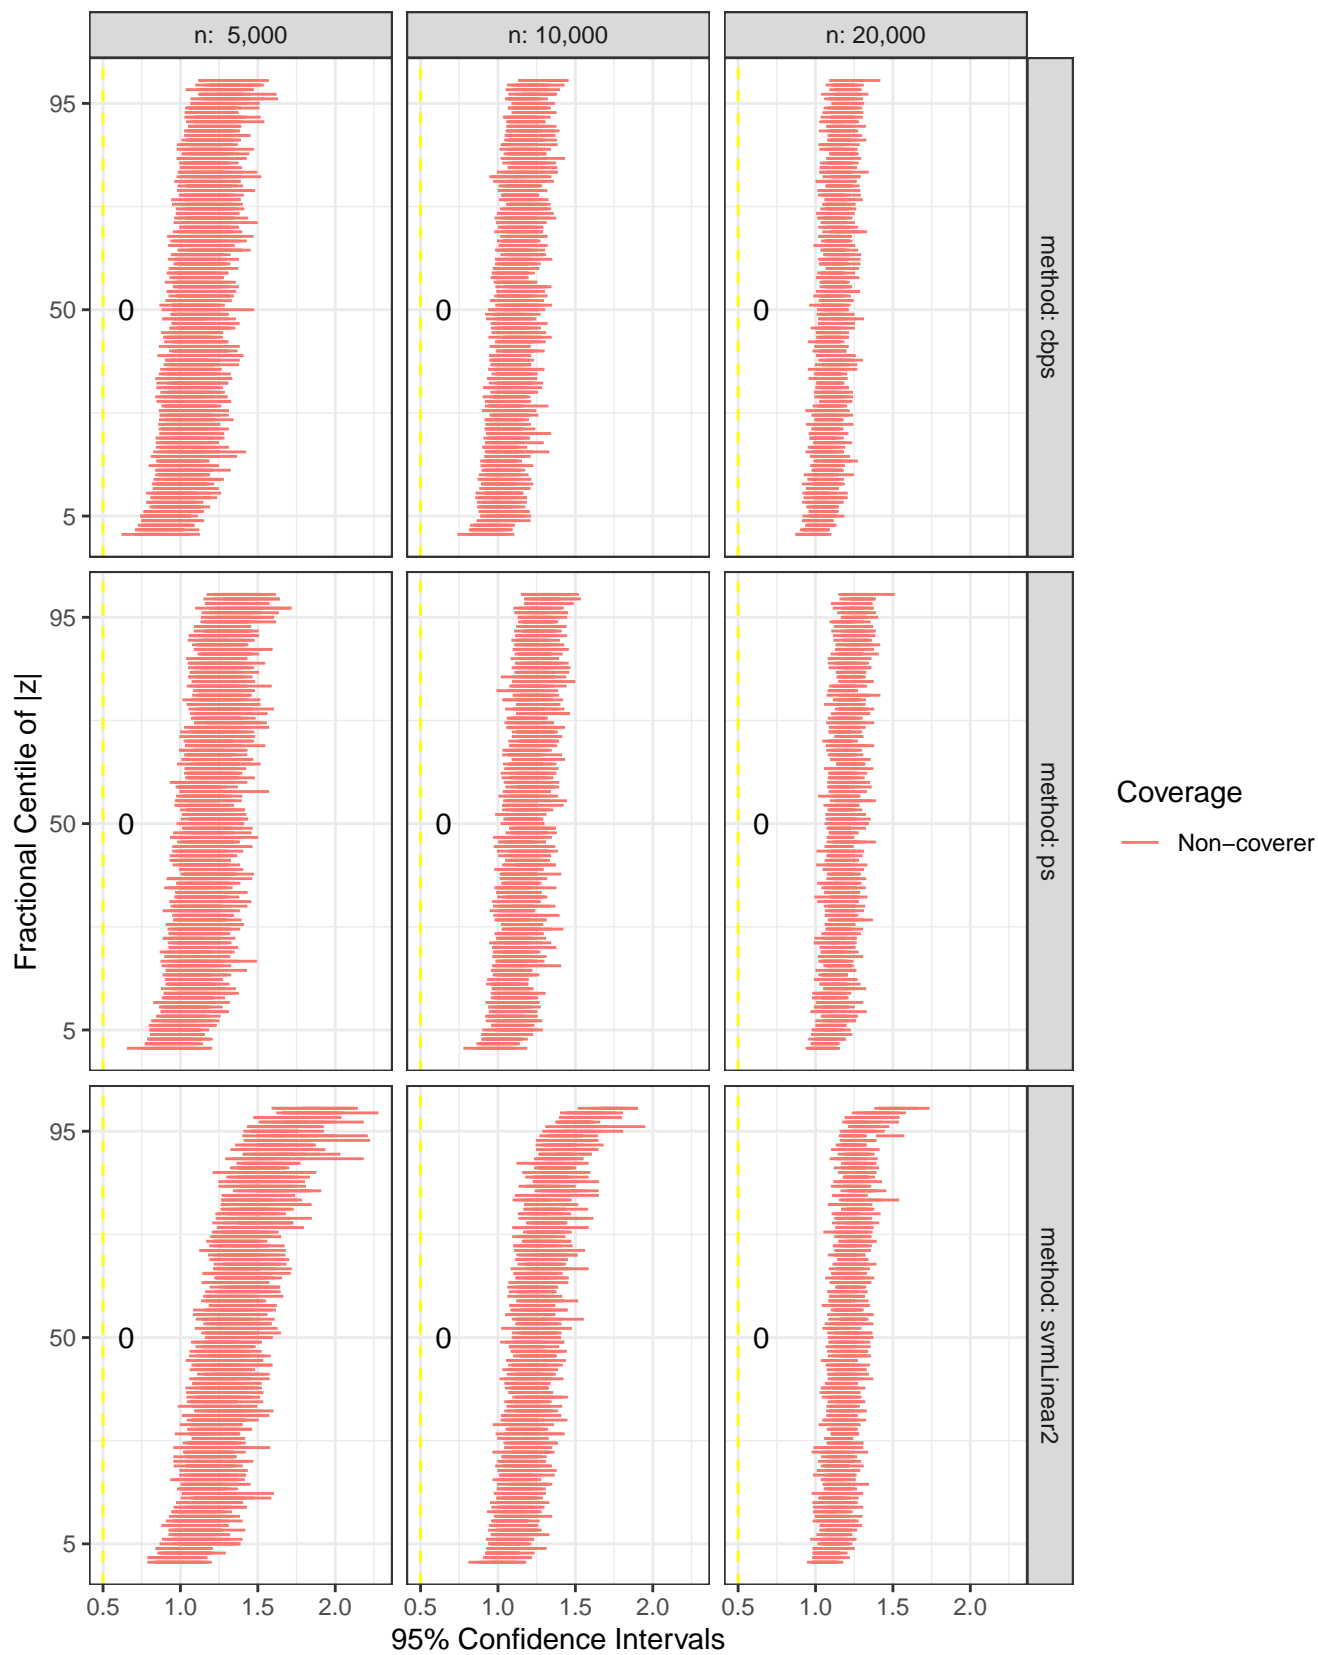 n:  5,000
n: 10,000
n: 20,000
95
50
5
0
0
0
method: cbps
95
50
5
0
0
0
method: ps
95
50
5
0
0
0
method: svmLinear2
Fractional Centile of |z|
0.5 1.0 1.5 2.0
0.5 1.0 1.5 2.0
0.5 1.0 1.5 2.0
95% Confidence Intervals
Coverage
Non−coverer